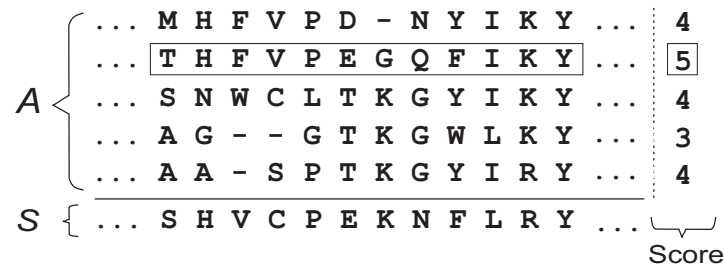 ... M H F V P D - N Y I K Y ... 4
... T H F V P E G Q F I K Y ... 5
A ... S N W C L T K G Y I K Y ... 4
... A G - - G T K G W L K Y ... 3
... A A - S P T K G Y I R Y ... 4
S ... S H V C P E K N F L R Y ...
Score